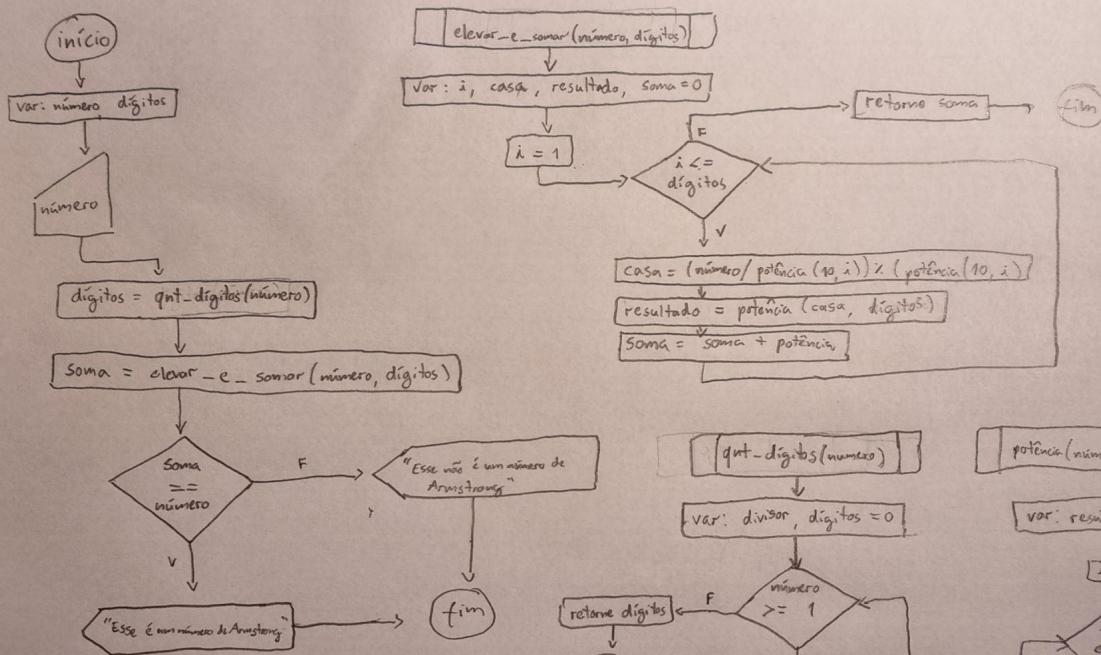 início
var: número dígitos
número
dígitos = qnt_dígitos(número)
soma = elevar_e_somar(número, dígitos)
soma
==
número
F
"Esse não é um número de
Armstrong"
V
"Esse é um número de Armstrong"
fim
elevar_e_somar(número, dígitos)
var: i, casa, resultado, soma=0
i = 1
i <=
dígitos
F
retorne soma
fim
V
casa = (número/ potência(10, i)) % (potência(10, i)
resultado = potência (casa, dígitos)
soma = soma + potência
qnt_dígitos(numero)
var: divisor, dígitos = 0
número
>= 1
F
retorne dígitos
potência(núm
var: resu